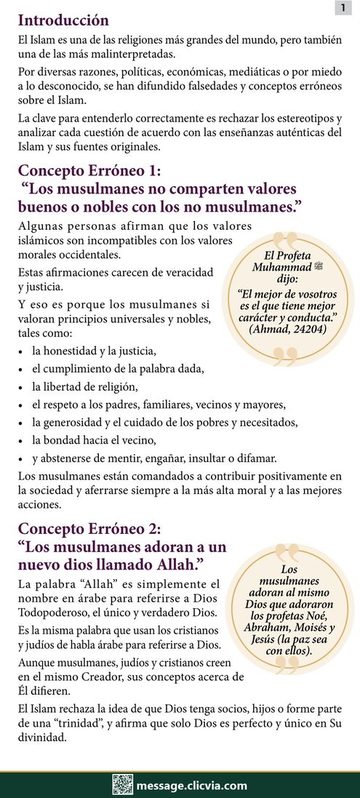 1
Introducción
El Islam es una de las religiones más grandes del mundo, pero también
una de las más malinterpretadas.
Por diversas razones, políticas, económicas, mediáticas o por miedo
a lo desconocido, se han difundido falsedades y conceptos erróneos
sobre el Islam.
La clave para entenderlo correctamente es rechazar los estereotipos y
analizar cada cuestión de acuerdo con las enseñanzas auténticas del
Islam y sus fuentes originales.
Concepto Erróneo 1:
“Los musulmanes no comparten valores
buenos o nobles con los no musulmanes.”
Algunas personas afirman que los valores
islámicos son incompatibles con los valores
morales occidentales.
Estas afirmaciones carecen de veracidad
y justicia.
Y eso es porque los musulmanes si
valoran principios universales y nobles,
tales como:
• la honestidad y la justicia,
• el cumplimiento de la palabra dada,
• la libertad de religión,
• el respeto a los padres, familiares, vecinos y mayores,
• la generosidad y el cuidado de los pobres y necesitados,
• la bondad hacia el vecino,
• y abstenerse de mentir, engañar, insultar o difamar.
El Profeta
Muhammad ﷺ
dijo:
“El mejor de vosotros
es el que tiene mejor
carácter y conducta.”
(Ahmad, 24204)
Los musulmanes están comandados a contribuir positivamente en
la sociedad y aferrarse siempre a la más alta moral y a las mejores
acciones.
Concepto Erróneo 2:
“Los musulmanes adoran a un
nuevo dios llamado Allah.”
La palabra “Allah” es simplemente el
nombre en árabe para referirse a Dios
Todopoderoso, el único y verdadero Dios.
Es la misma palabra que usan los cristianos
y judíos de habla árabe para referirse a Dios.
Aunque musulmanes, judíos y cristianos creen
en el mismo Creador, sus conceptos acerca de
Él difieren.
Los
musulmanes
adoran al mismo
Dios que adoraron
los profetas Noé,
Abraham, Moisés y
Jesús (la paz sea
con ellos).
El Islam rechaza la idea de que Dios tenga socios, hijos o forme parte
de una “trinidad”, y afirma que solo Dios es perfecto y único en Su
divinidad.
message.clicvia.com